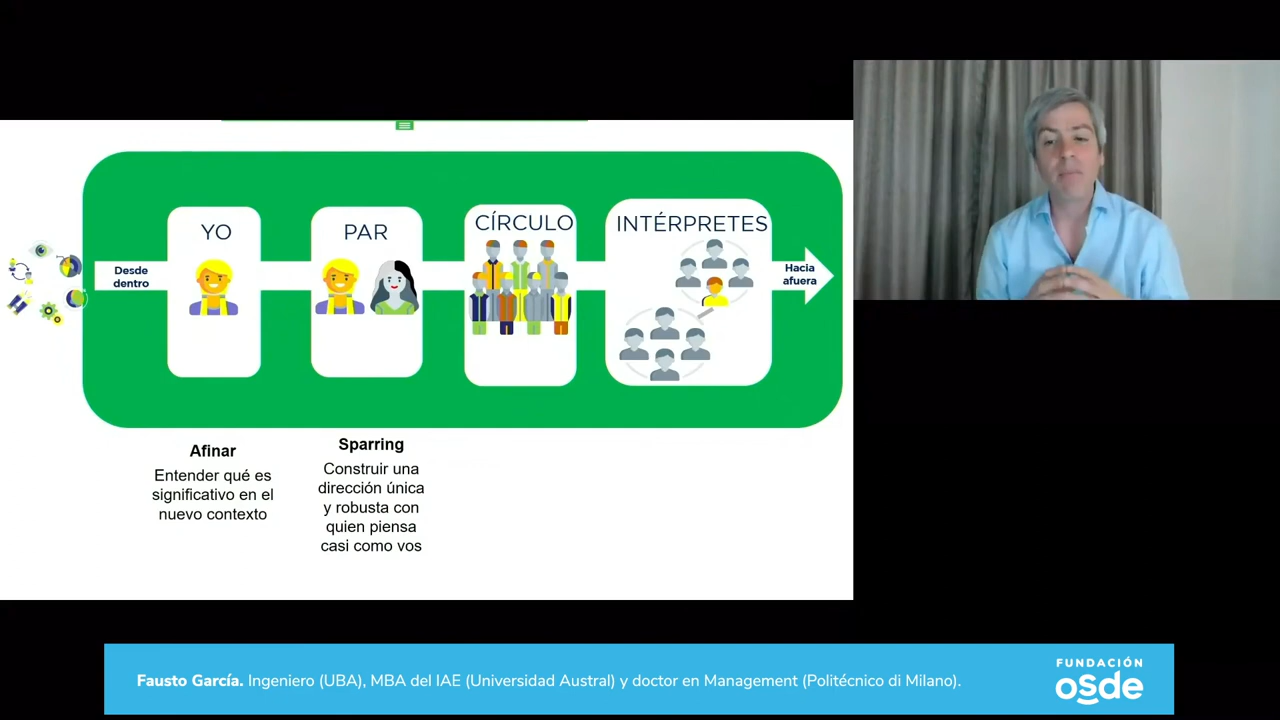 YO
PAR
CÍRCULO
INTÉRPRETES
Desde
dentro
Hacia
afuera
Afinar
Entender qué es
significativo en el
nuevo contexto
Sparring
Construir una
dirección única
y robusta con
quien piensa
casi como vos
Fausto García. Ingeniero (UBA), MBA del IAE (Universidad Austral) y doctor en Management (Politécnico di Milano).
FUNDACIÓN
osde